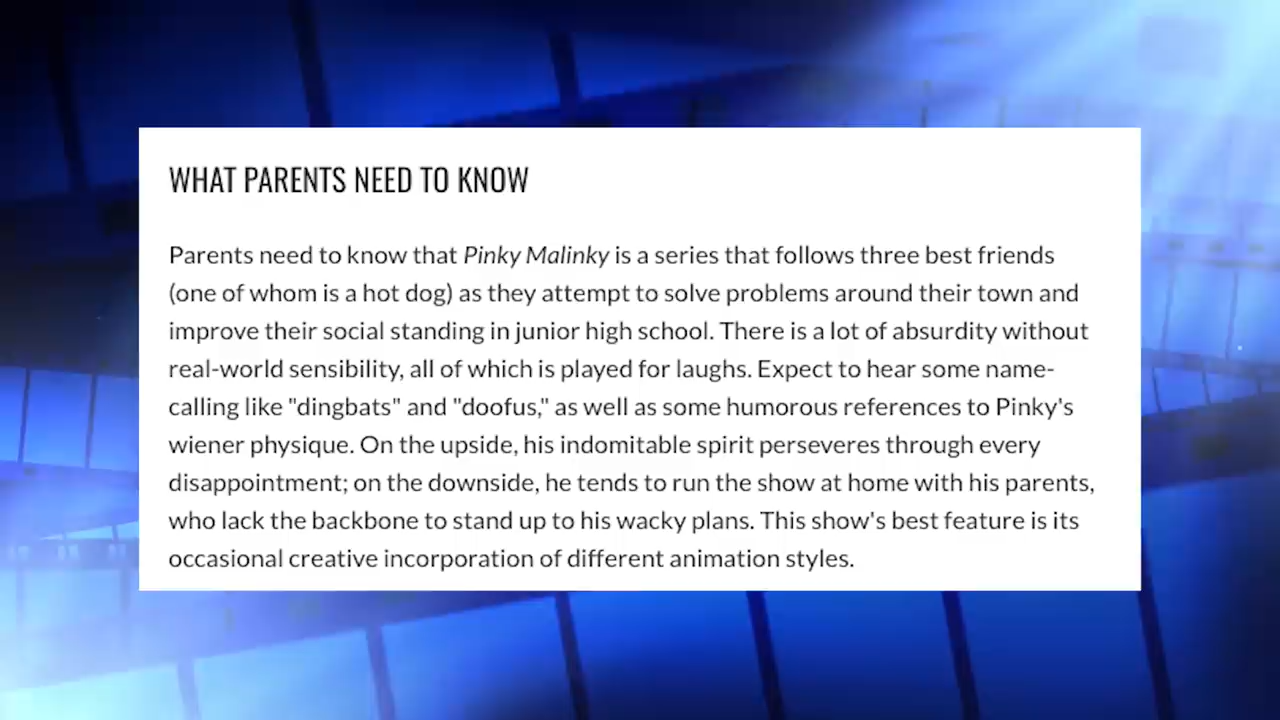 WHAT PARENTS NEED TO KNOW
Parents need to know that Pinky Malinky is a series that follows three best friends
(one of whom is a hot dog) as they attempt to solve problems around their town and
improve their social standing in junior high school. There is a lot of absurdity without
real-world sensibility, all of which is played for laughs. Expect to hear some name-
calling like "dingbats" and "doofus," as well as some humorous references to Pinky's
wiener physique. On the upside, his indomitable spirit perseveres through every
disappointment; on the downside, he tends to run the show at home with his parents,
who lack the backbone to stand up to his wacky plans. This show's best feature is its
occasional creative incorporation of different animation styles.